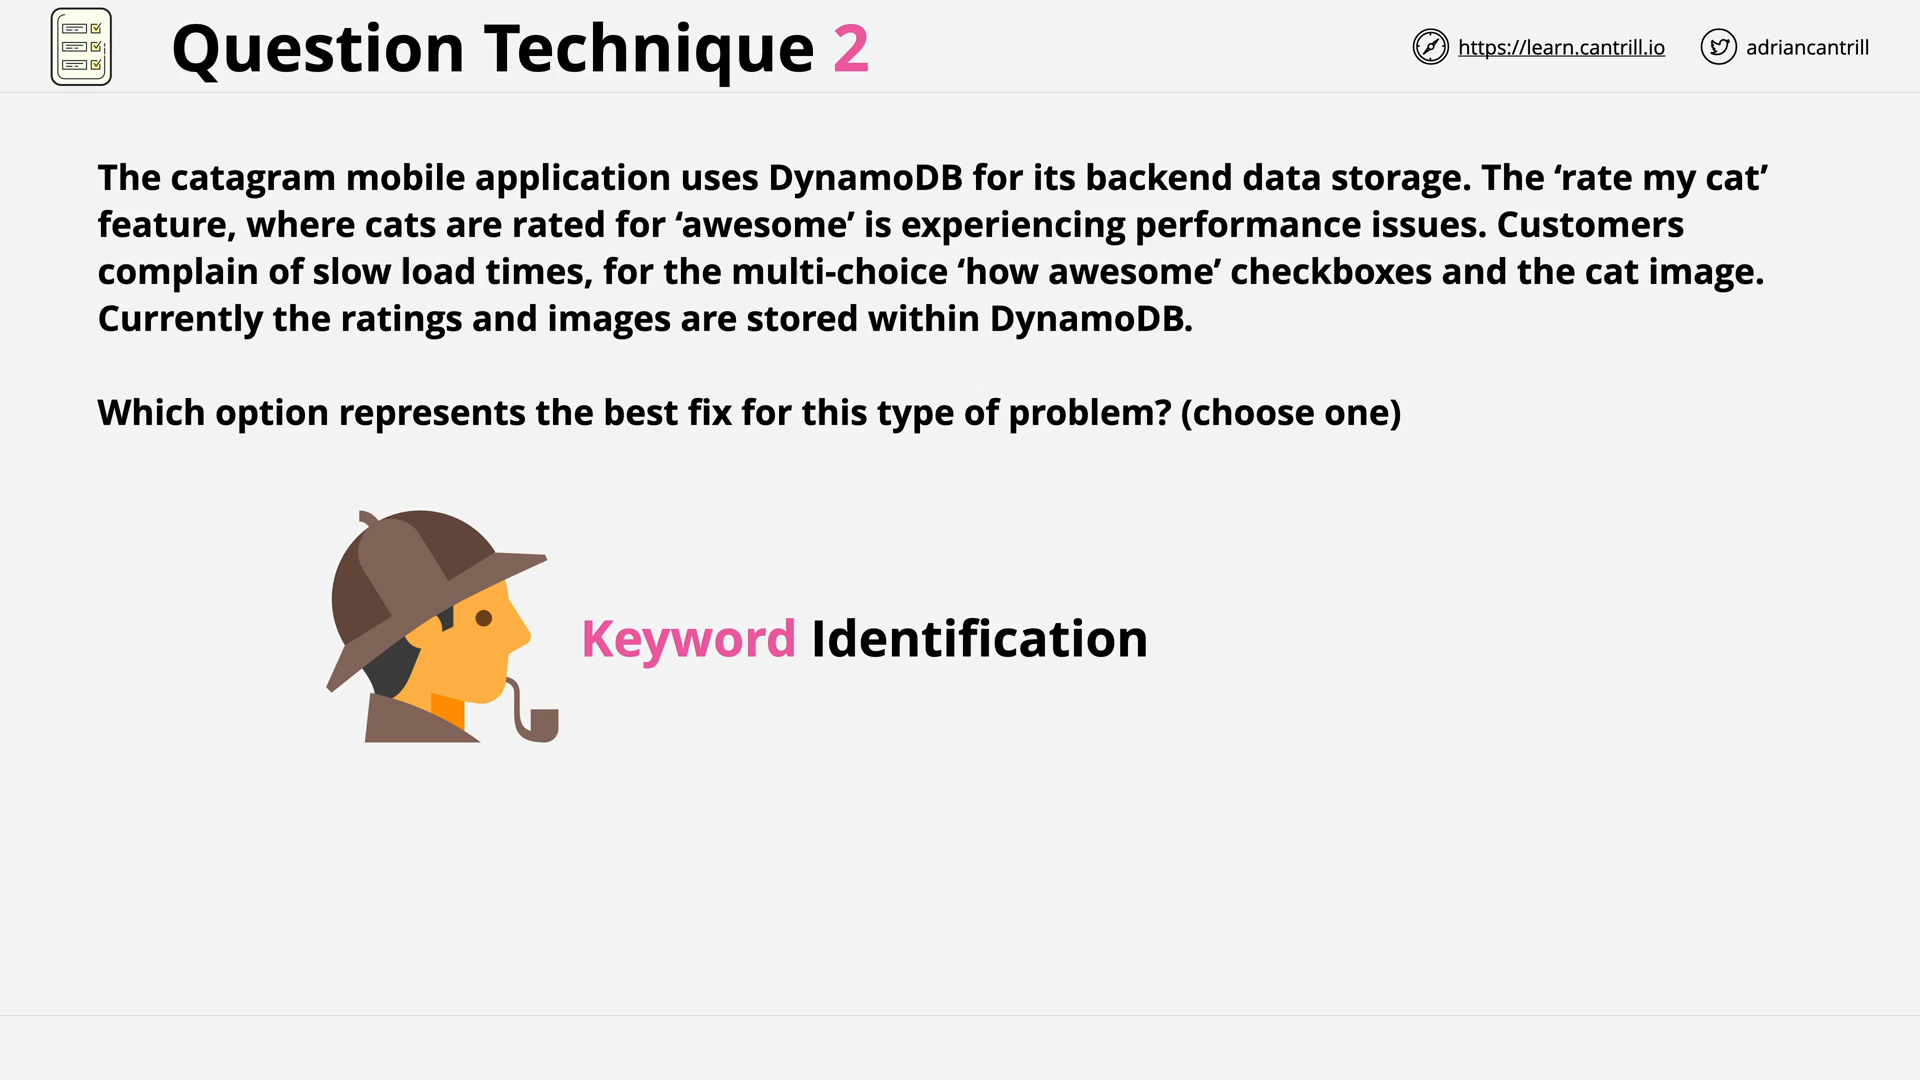 Question Technique 2
https://learn.cantrill.io
adriancantrill
The catagram mobile application uses DynamoDB for its backend data storage. The ‘rate my cat’
feature, where cats are rated for ‘awesome’ is experiencing performance issues. Customers
complain of slow load times, for the multi-choice ‘how awesome’ checkboxes and the cat image.
Currently the ratings and images are stored within DynamoDB.
Which option represents the best fix for this type of problem? (choose one)
Keyword Identification